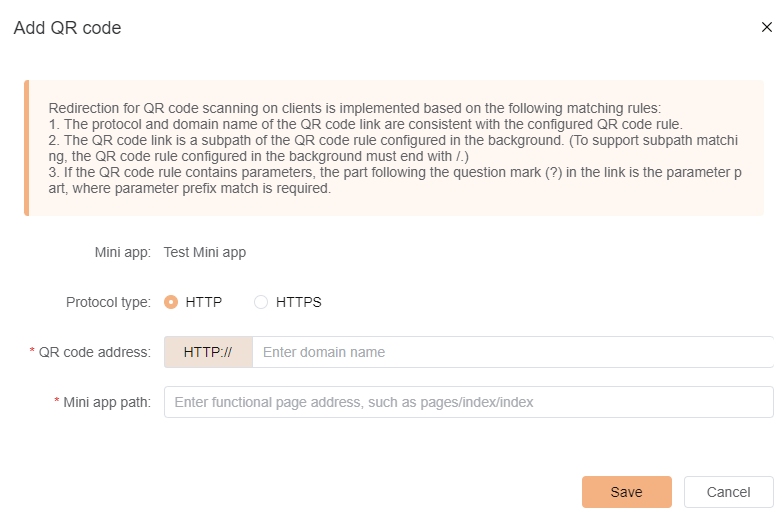 Add QR code
Redirection for QR code scanning on clients is implemented based on the following matching rules:
1. The protocol and domain name of the QR code link are consistent with the configured QR code rule.
2. The QR code link is a subpath of the QR code rule configured in the background. (To support subpath matchi
ng, the QR code rule configured in the background must end with /.)
3. If the QR code rule contains parameters, the part following the question mark (?) in the link is the parameter p
art, where parameter prefix match is required.
Mini app: Test Mini app
Protocol type: HTTP HTTPS
* QR code address: HTTP:// Enter domain name
* Mini app path: Enter functional page address, such as pages/index/index
Save Cancel